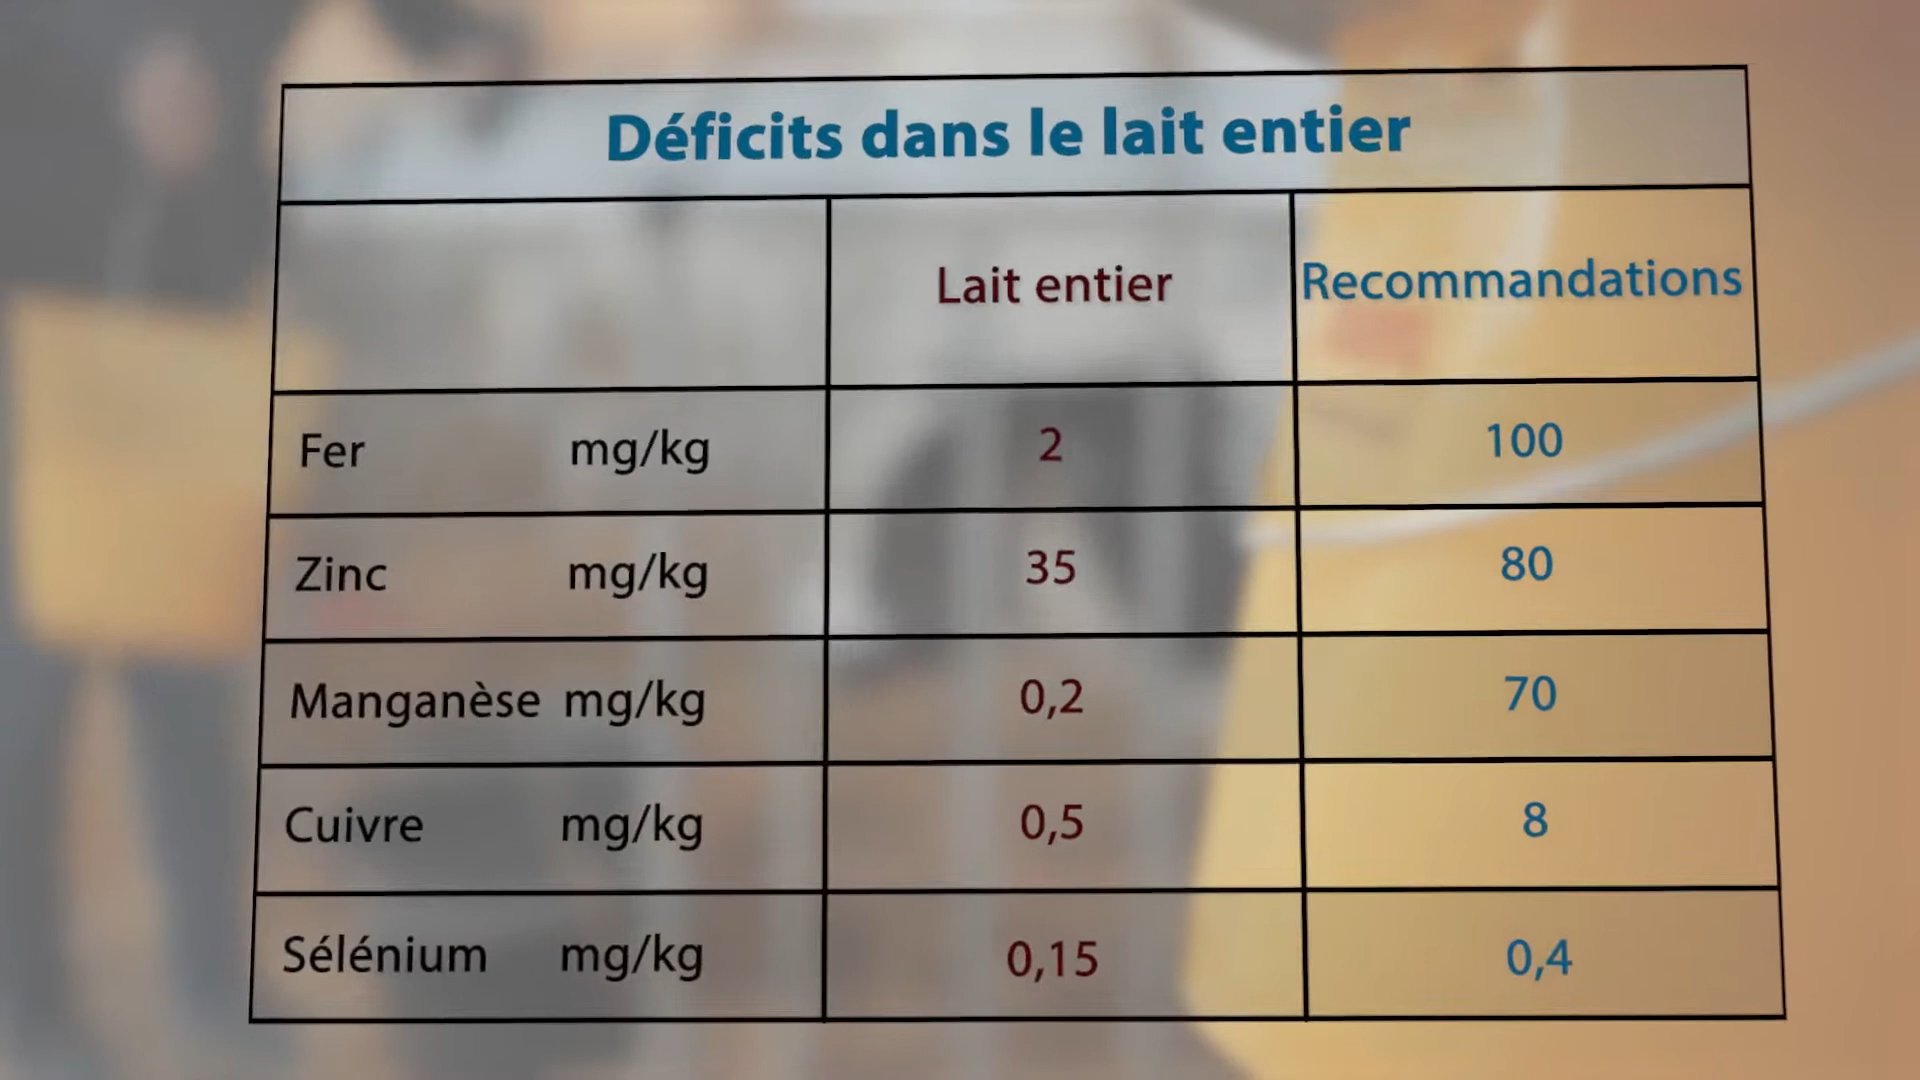 Déficits dans le lait entier
Lait entier Recommandations
Fer mg/kg 2 100
Zinc mg/kg 35 80
Manganèse mg/kg 0,2 70
Cuivre mg/kg 0,5 8
Sélénium mg/kg 0,15 0,4